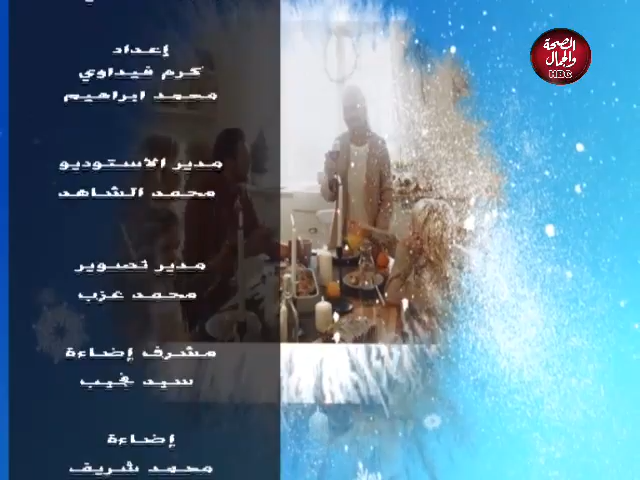 إعداد
كرم فيداوي
محمد ابراهيم
مدير الاستوديو
محمد الشاهد
مدير تصوير
محمد عزب
مشرف إضاءة
سيد نجيب
إضاءة
محمد شريف
الصحة
والجمال
HBC